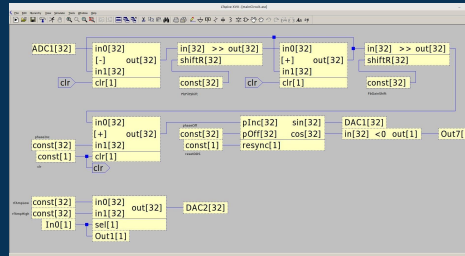 ADC1[32]
in0[32]
[-] out[32]
in1[32]
clr[1]
clr
in[32] >> out[32]
shiftR[32]
const[32]
in0[32]
[+] out[32]
in1[32]
clr[1]
clr
in[32] >> out[32]
shiftR[32]
const[32]
const[32]
const[1]
in0[32]
[+] out[32]
in1[32]
clr[1]
clr
const[32]
const[1]
pInc[32] sin[32]
pOff[32] cos[32]
resync[1]
DAC1[32]
in[32] <0 out[1]
Out7[
const[32]
const[32]
In0[1]
in0[32]
in1[32] out[32]
sel[1]
Out1[1]
DAC2[32]